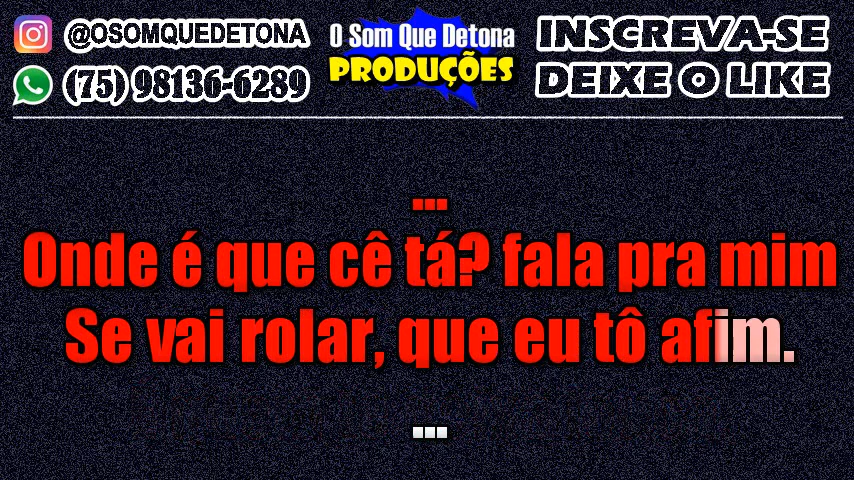 @OSOMQUEDETONA
(75) 98136-6289
O Som Que Detona
PRODUÇÕES
INSCREVA-SE
DEIXE O LIKE
...
Onde é que cê tá? fala pra mim
Se vai rolar, que eu tô afim.
...